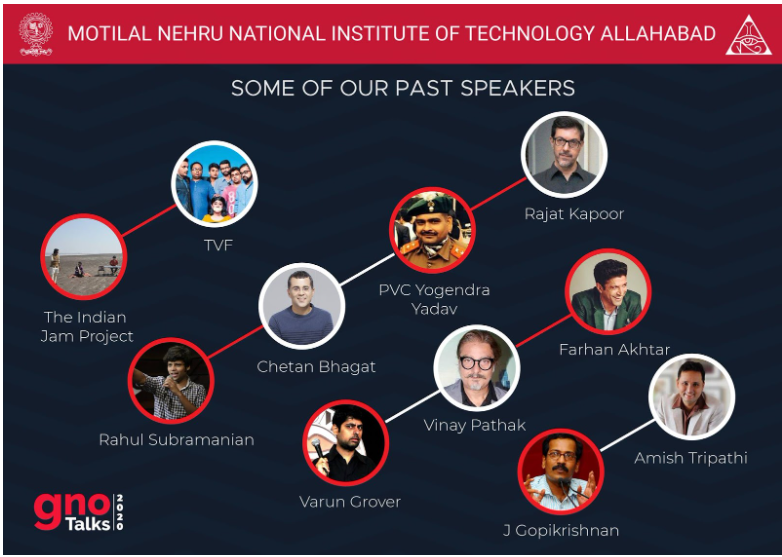 MOTILAL NEHRU NATIONAL INSTITUTE OF TECHNOLOGY ALLAHABAD
SOME OF OUR PAST SPEAKERS
Rajat Kapoor
TVF
PVC Yogendra
Yadav
The Indian
Jam Project
Farhan Akhtar
Chetan Bhagat
Vinay Pathak
Rahul Subramanian
Amish Tripathi
Varun Grover
J Gopikrishnan
gno
Talks
2020